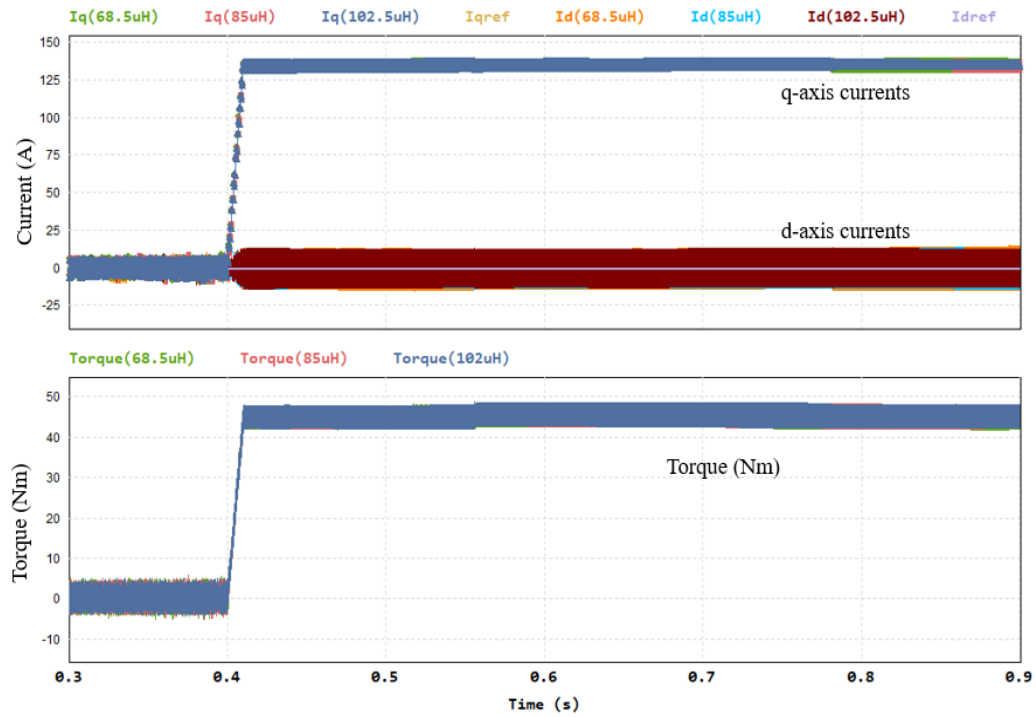 Iq(68.5uH) Iq(85uH) Iq(102.5uH) Iqref Id(68.5uH) Id(85uH) Id(102.5uH) Idref
150
125
100
75
50
25
0
-25
Current (A)
q-axis currents
d-axis currents
Torque(68.5uH) Torque(85uH) Torque(102uH)
50
40
30
20
10
0
-10
Torque (Nm)
Torque (Nm)
0.3 0.4 0.5 0.6 0.7 0.8 0.9
Time (s)